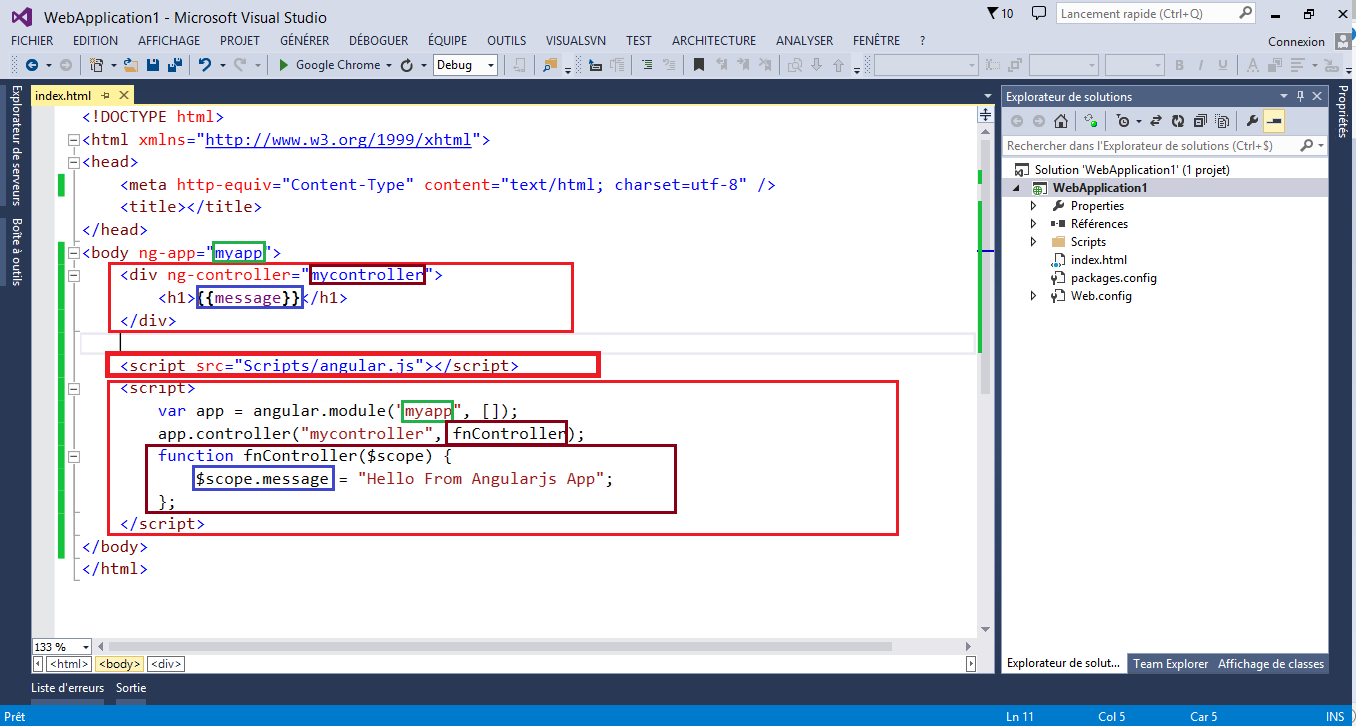 WebApplication1 - Microsoft Visual Studio
10
Lancement rapide (Ctrl+Q)
FICHIER EDITION AFFICHAGE PROJET GÉNÉRER DÉBOGUER ÉQUIPE OUTILS VISUALSVN TEST ARCHITECTURE ANALYSER FENÊTRE ?
Connexion
Google Chrome Debug
B I U A
Explorateur de serveurs
Boîte à outils
index.html
<!DOCTYPE html>
<html xmlns="http://www.w3.org/1999/xhtml">
<head>
<meta http-equiv="Content-Type" content="text/html; charset=utf-8" />
<title></title>
</head>
<body ng-app="myapp">
<div ng-controller="mycontroller">
<h1>{{message}}</h1>
</div>
<script src="Scripts/angular.js"></script>
<script>
var app = angular.module("myapp", []);
app.controller("mycontroller", fnController);
function fnController($scope) {
$scope.message = "Hello From Angularjs App";
};
</script>
</body>
</html>
133 %
<html> <body> <div>
Explorateur de solutions
Rechercher dans l'Explorateur de solutions (Ctrl+$)
Solution 'WebApplication1' (1 projet)
WebApplication1
Properties
Références
Scripts
index.html
packages.config
Web.config
Explorateur de solut... Team Explorer Affichage de classes
Propriétés
Liste d'erreurs Sortie
Prêt Ln 11 Col 5 Car 5 INS